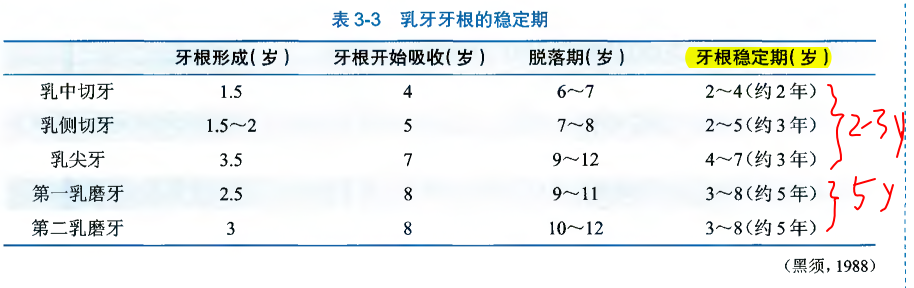 表 3-3 乳牙牙根的稳定期
牙根形成(岁) 牙根开始吸收(岁) 脱落期(岁) 牙根稳定期(岁)
乳中切牙 1.5 4 6～7 2～4(约 2 年)
乳侧切牙 1.5～2 5 7～8 2～5(约 3 年)
乳尖牙 3.5 7 9～12 4～7(约 3 年)
2-3y
第一乳磨牙 2.5 8 9～11 3～8(约 5 年)
第二乳磨牙 3 8 10～12 3～8(约 5 年)
5y
(黑须,1988)